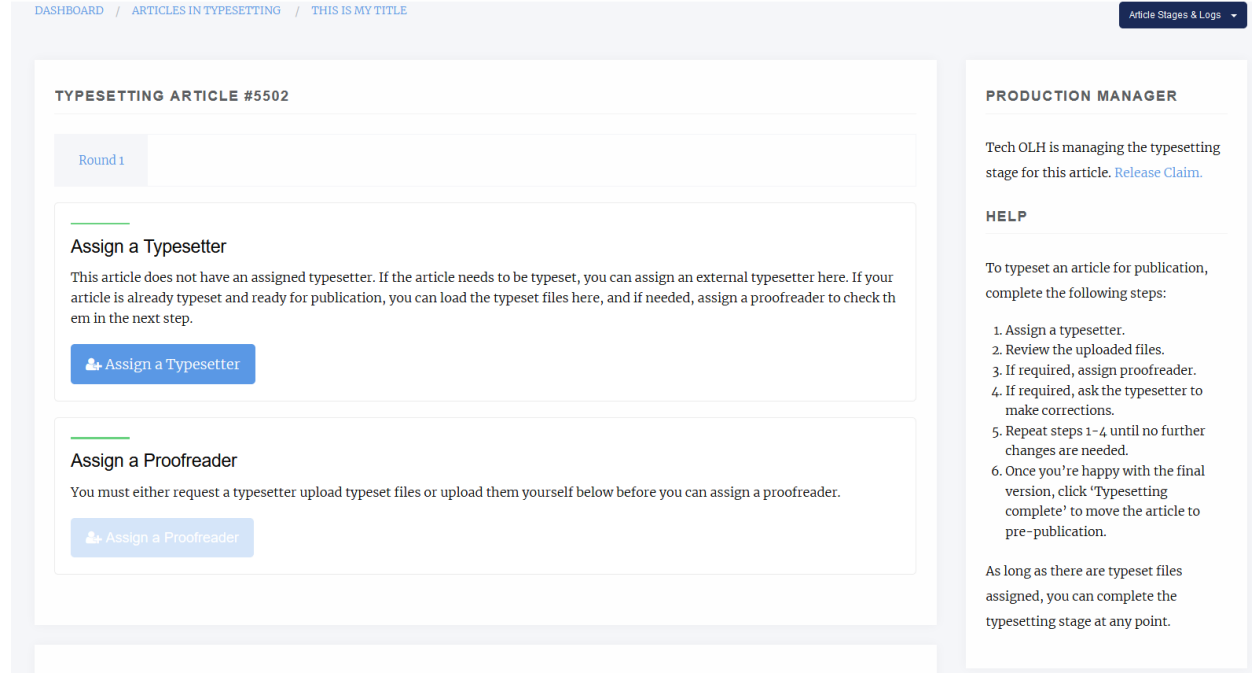 DASHBOARD / ARTICLES IN TYPESETTING / THIS IS MY TITLE
Article Stages & Logs
TYPESETTING ARTICLE #5502
Round 1
Assign a Typesetter
This article does not have an assigned typesetter. If the article needs to be typeset, you can assign an external typesetter here. If your
article is already typeset and ready for publication, you can load the typeset files here, and if needed, assign a proofreader to check th
em in the next step.
Assign a Typesetter
Assign a Proofreader
You must either request a typesetter upload typeset files or upload them yourself below before you can assign a proofreader.
Assign a Proofreader
PRODUCTION MANAGER
Tech OLH is managing the typesetting
stage for this article. Release Claim.
HELP
To typeset an article for publication,
complete the following steps:
1. Assign a typesetter.
2. Review the uploaded files.
3. If required, assign proofreader.
4. If required, ask the typesetter to
make corrections.
5. Repeat steps 1-4 until no further
changes are needed.
6. Once you’re happy with the final
version, click ‘Typesetting
complete’ to move the article to
pre-publication.
As long as there are typeset files
assigned, you can complete the
typesetting stage at any point.